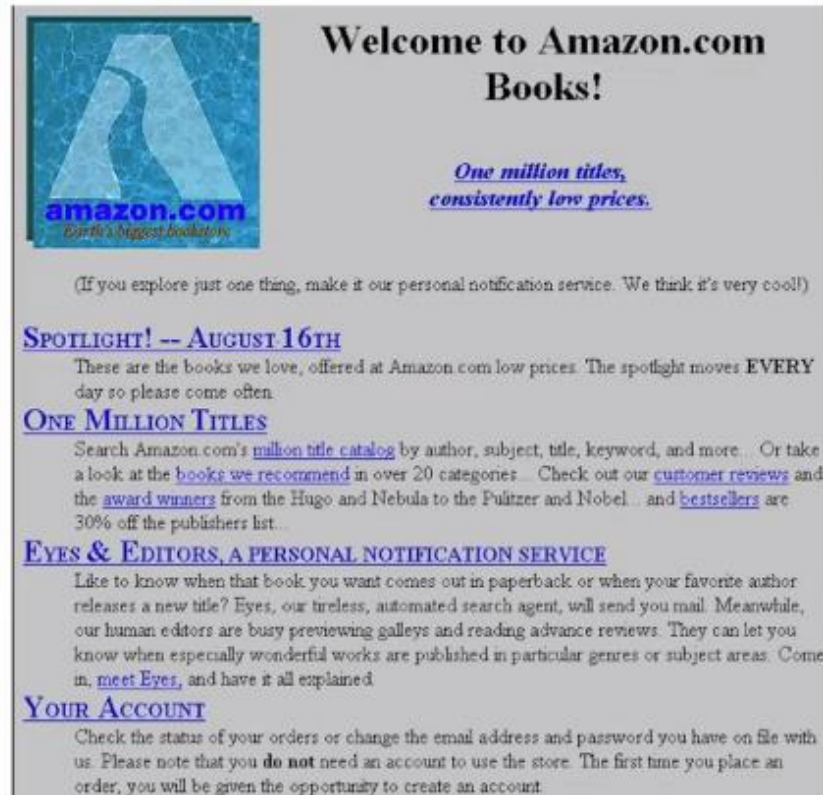 Welcome to Amazon.com
Books!
One million titles,
consistently low prices.
amazon.com
Earth's biggest bookstore
(If you explore just one thing, make it our personal notification service. We think it's very cool!)
SPOTLIGHT! -- AUGUST 16TH
These are the books we love, offered at Amazon.com low prices. The spotlight moves EVERY
day so please come often.
ONE MILLION TITLES
Search Amazon.com's million title catalog by author, subject, title, keyword, and more... Or take
a look at the books we recommend in over 20 categories... Check out our customer reviews and
the award winners from the Hugo and Nebula to the Pulitzer and Nobel... and bestsellers are
30% off the publishers list...
EYES & EDITORS, A PERSONAL NOTIFICATION SERVICE
Like to know when that book you want comes out in paperback or when your favorite author
releases a new title? Eyes, our tireless, automated search agent, will send you mail. Meanwhile,
our human editors are busy previewing galleys and reading advance reviews. They can let you
know when especially wonderful works are published in particular genres or subject areas. Come
in, meet Eyes, and have it all explained.
YOUR ACCOUNT
Check the status of your orders or change the email address and password you have on file with
us. Please note that you do not need an account to use the store. The first time you place an
order, you will be given the opportunity to create an account.